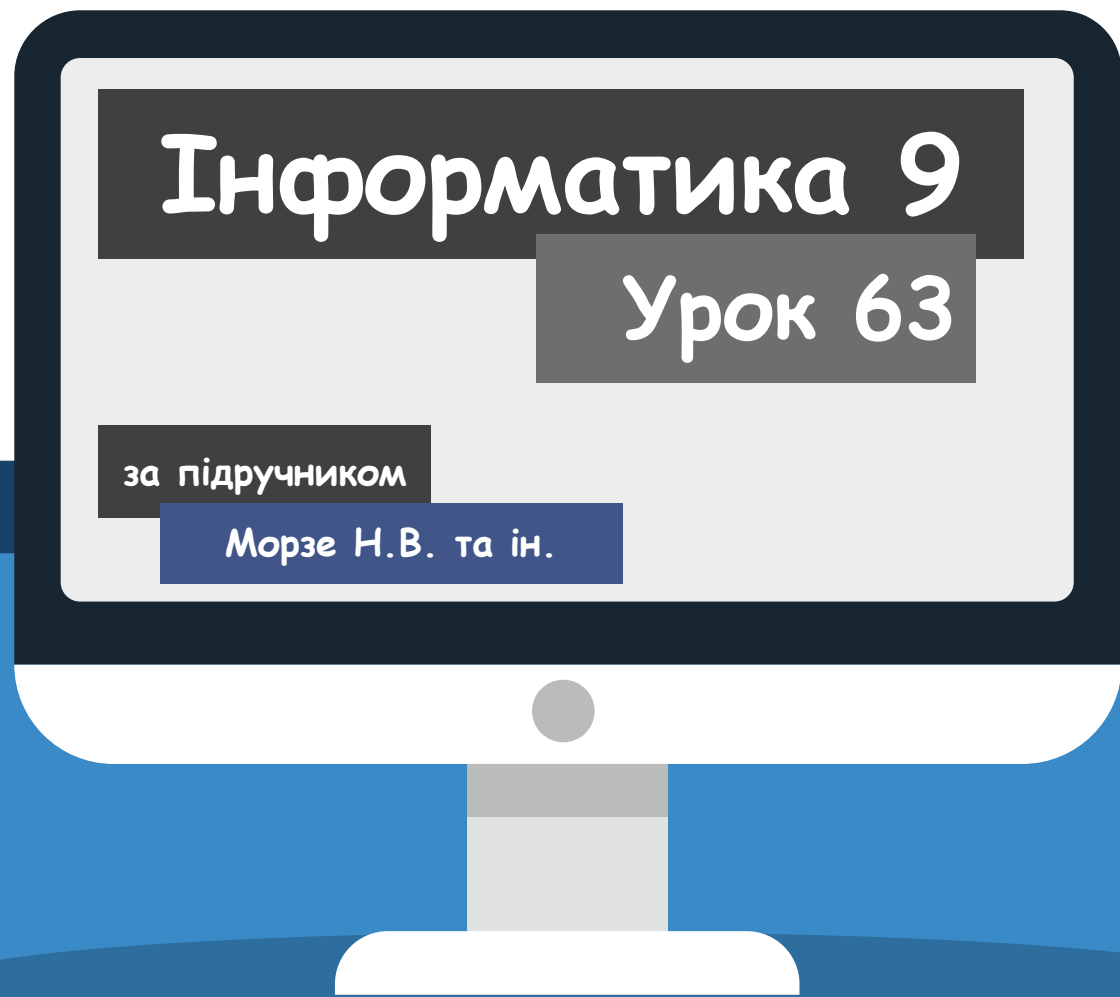 Інформатика 9
Урок 63
за підручником
Морзе Н.В. та ін.